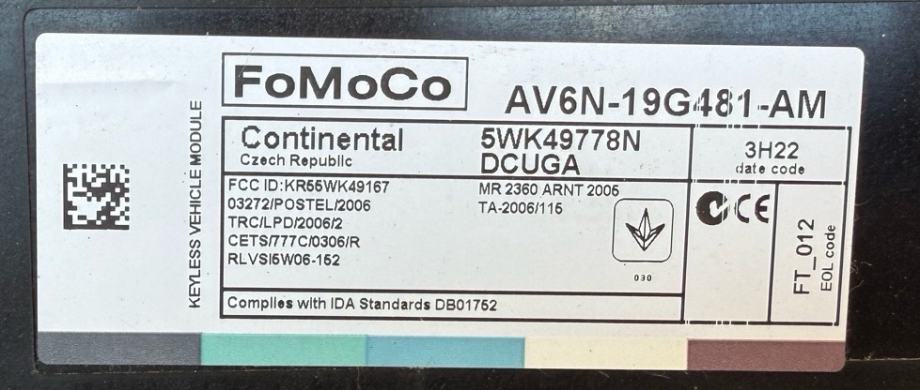 FoMoCo
AV6N-19G481-AM
KEYLESS VEHICLE MODULE
Continental
Czech Republic
5WK49778N
DCUGA
3H22
date code
FCC ID:KR55WK49167
03272/POSTEL/2006
TRC/LPD/2006/2
CETS/777C/0306/R
RLVSI5W06-152
MR 2360 ARNT 2005
TA-2006/115
030
CE
FT_012
EOL code
Complies with IDA Standards DB01752